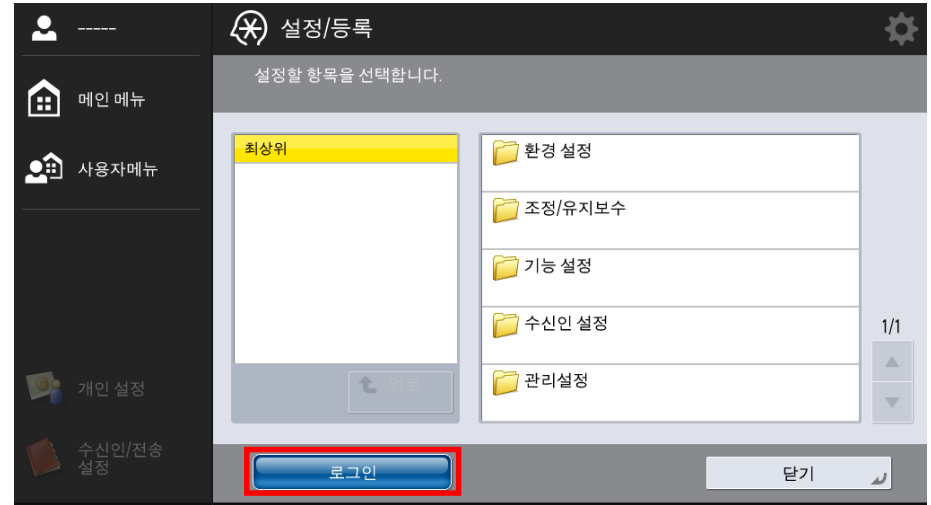 -----
설정/등록
설정할 항목을 선택합니다.
메인 메뉴
사용자메뉴
최상위
환경 설정
조정/유지보수
기능 설정
수신인 설정
관리설정
1/1
위로
개인 설정
수신인/전송
설정
로그인
닫기